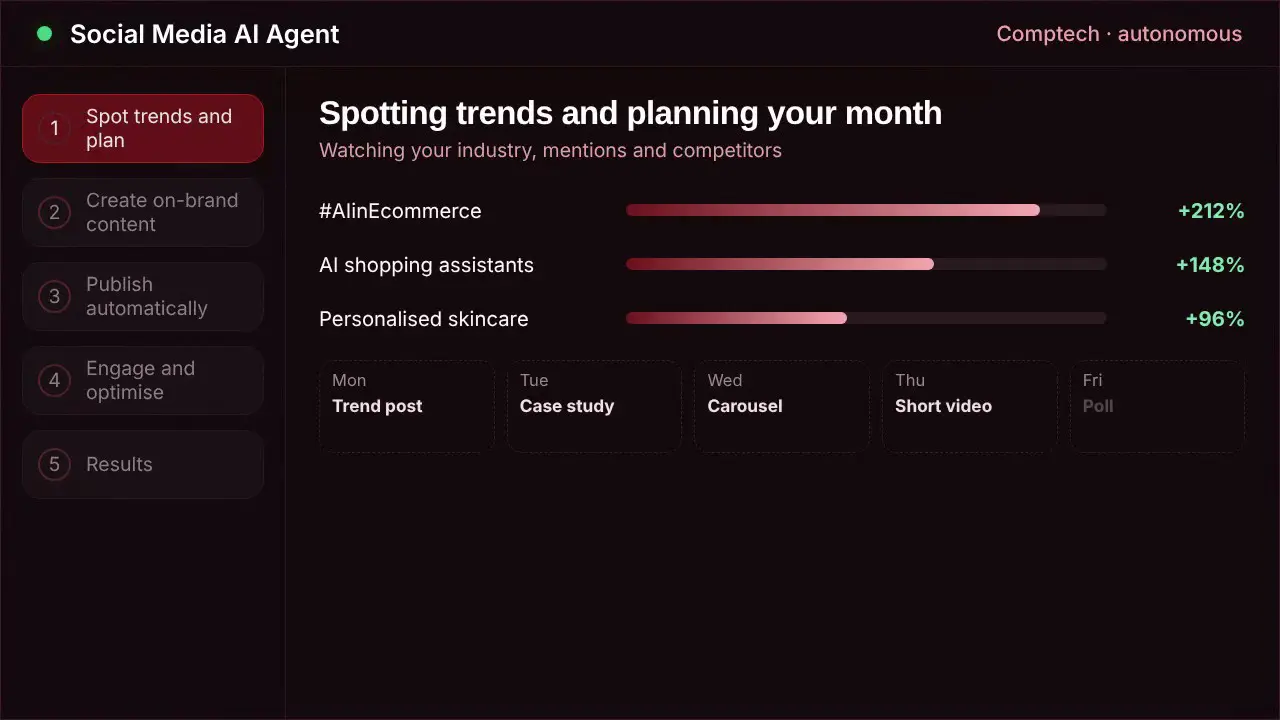 Social Media AI Agent
Comptech · autonomous
1
Spot trends and
plan
2
Create on-brand
content
3
Publish
automatically
4
Engage and
optimise
5
Results
Spotting trends and planning your month
Watching your industry, mentions and competitors
#AIinEcommerce
+212%
AI shopping assistants
+148%
Personalised skincare
+96%
Mon
Trend post
Tue
Case study
Wed
Carousel
Thu
Short video
Fri
Poll